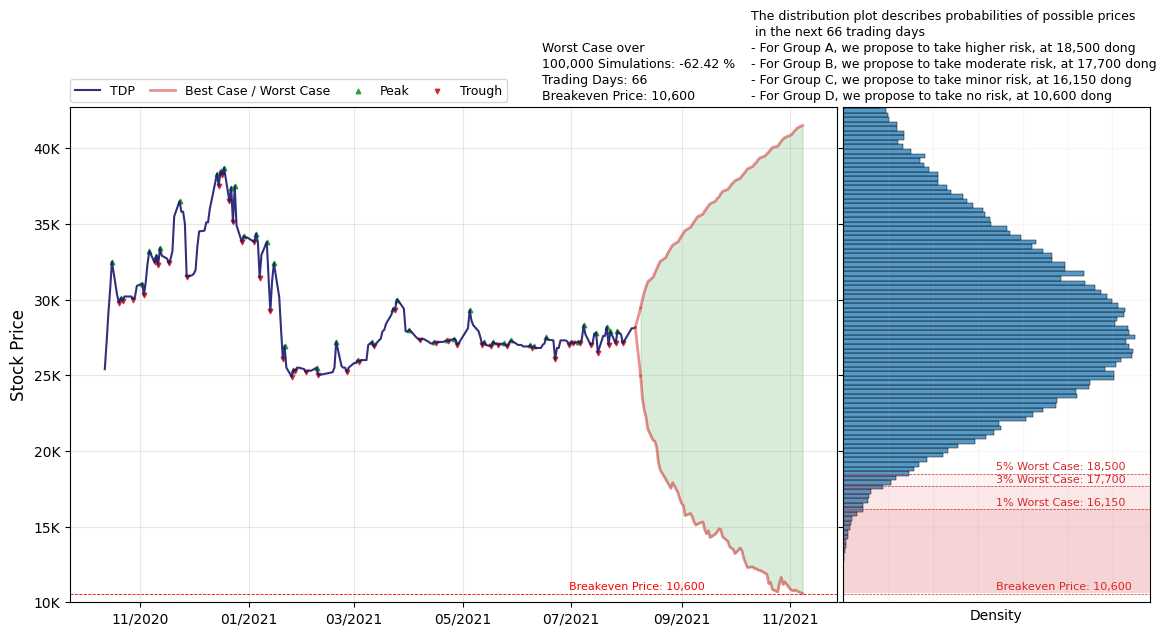 The distribution plot describes probabilities of possible prices
in the next 66 trading days
- For Group A, we propose to take higher risk, at 18,500 dong
- For Group B, we propose to take moderate risk, at 17,700 dong
- For Group C, we propose to take minor risk, at 16,150 dong
- For Group D, we propose to take no risk, at 10,600 dong
Worst Case over
100,000 Simulations: -62.42 %
Trading Days: 66
Breakeven Price: 10,600
TDP
Best Case / Worst Case
Peak
Trough
Stock Price
40K
35K
30K
25K
20K
15K
10K
Breakeven Price: 10,600
11/2020
01/2021
03/2021
05/2021
07/2021
09/2021
11/2021
5% Worst Case: 18,500
3% Worst Case: 17,700
1% Worst Case: 16,150
Breakeven Price: 10,600
Density